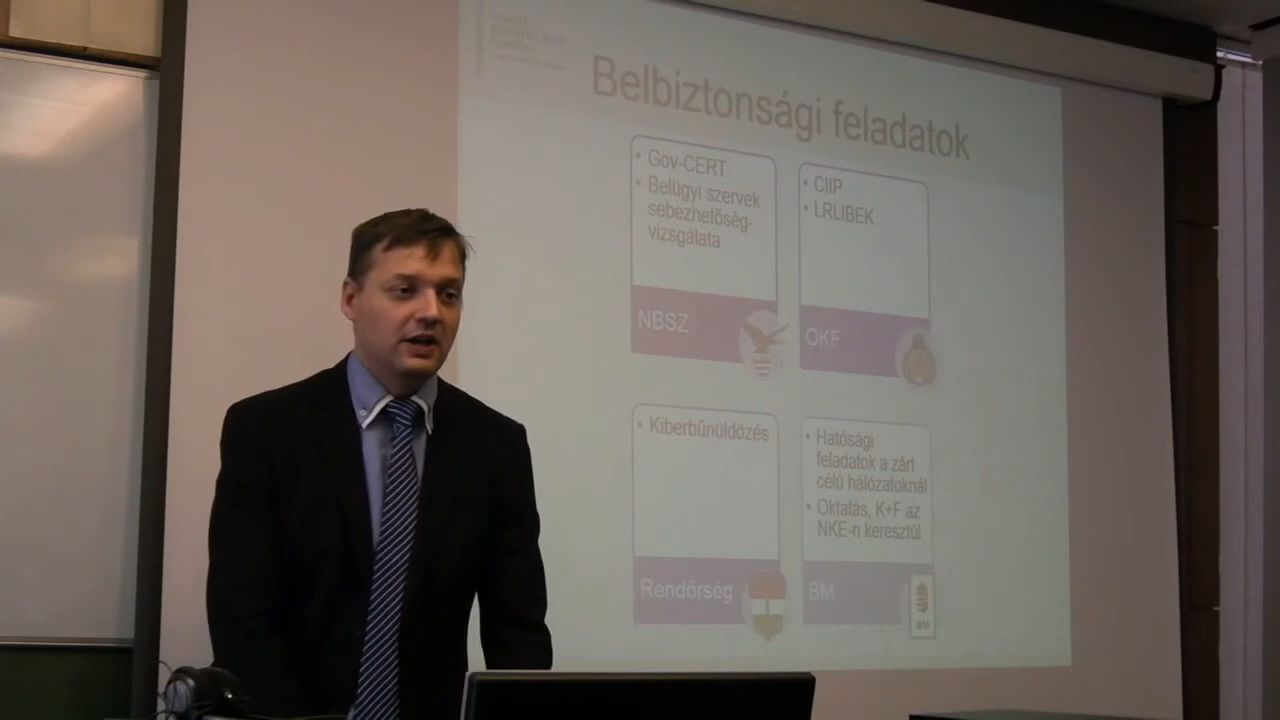 Belbiztonsági feladatok
• Gov-CERT
• Belügyi szervek
sebezhetőség-
vizsgálata
NBSZ
• CIIP
• LRLIBEK
OKF
• Kiberbűnüldözés
Rendőrség
• Hatósági
feladatok a zárt
célú hálózatoknál
• Oktatás, K+F az
NKE-n keresztül
BM
BM